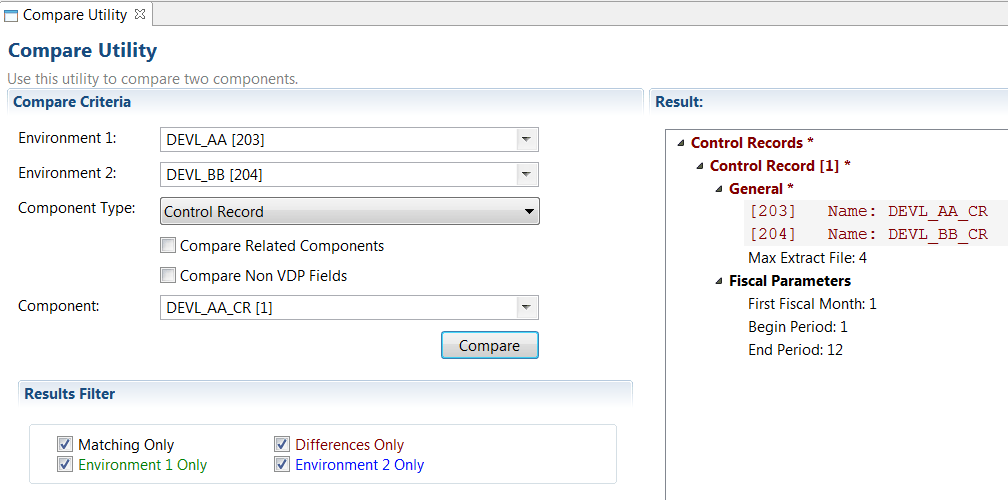 Compare Utility
Compare Utility
Use this utility to compare two components.
Compare Criteria
Environment 1: DEVL_AA [203]
Environment 2: DEVL_BB [204]
Component Type: Control Record
Compare Related Components
Compare Non VDP Fields
Component: DEVL_AA_CR [1]
Compare
Results Filter
Matching Only Differences Only
Environment 1 Only Environment 2 Only
Result:
Control Records *
Control Record [1] *
General *
[203] Name: DEVL_AA_CR
[204] Name: DEVL_BB_CR
Max Extract File: 4
Fiscal Parameters
First Fiscal Month: 1
Begin Period: 1
End Period: 12